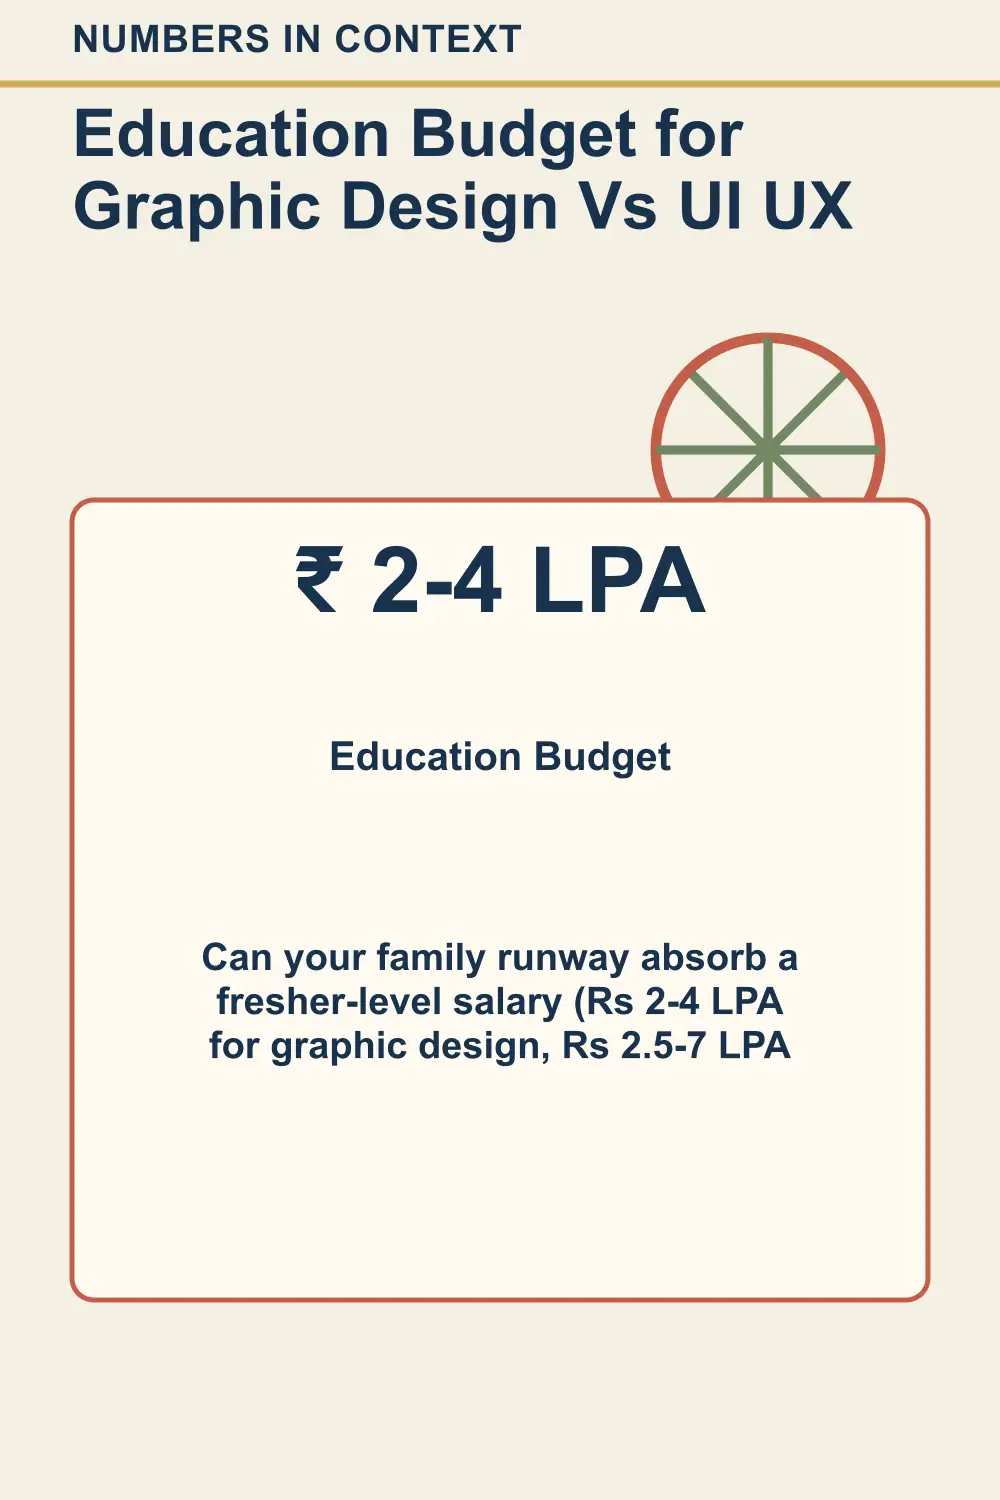 NUMBERS IN CONTEXT
Education Budget for
Graphic Design Vs UI UX
₹ 2-4 LPA
Education Budget
Can your family runway absorb a
fresher-level salary (Rs 2-4 LPA
for graphic design, Rs 2.5-7 LPA